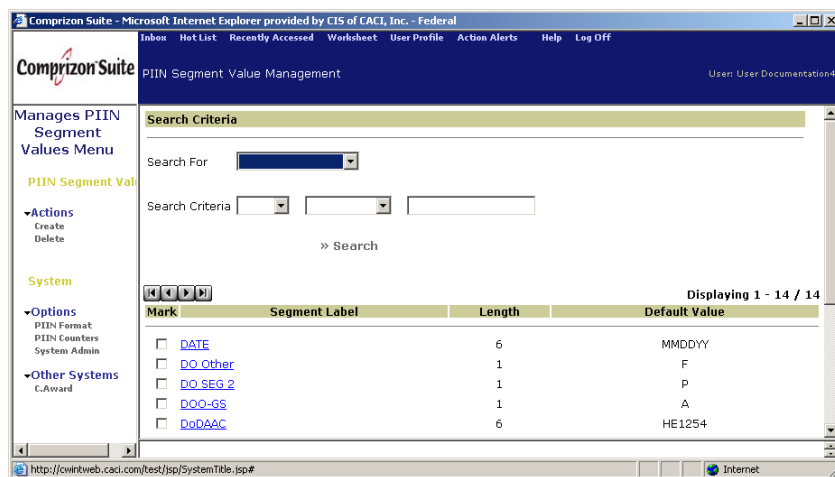 Comprizon Suite - Microsoft Internet Explorer provided by CIS of CACI, Inc. - Federal
Inbox Hot List Recently Accessed Worksheet User Profile Action Alerts Help Log Off
Comprizon Suite
PIIN Segment Value Management
User: User Documentation4
Manages PIIN
Segment
Values Menu
PIIN Segment Val
Actions
Create
Delete
System
Options
PIIN Format
PIIN Counters
System Admin
Other Systems
C.Award
Search Criteria
Search For
Search Criteria
» Search
Displaying 1 - 14 / 14
Mark Segment Label Length Default Value
DATE 6 MMDDYY
DO Other 1 F
DO SEG 2 1 P
DOO-GS 1 A
DoDAAC 6 HE1254
http://cwintweb.caci.com/test/jsp/SystemTitle.jsp#
Internet